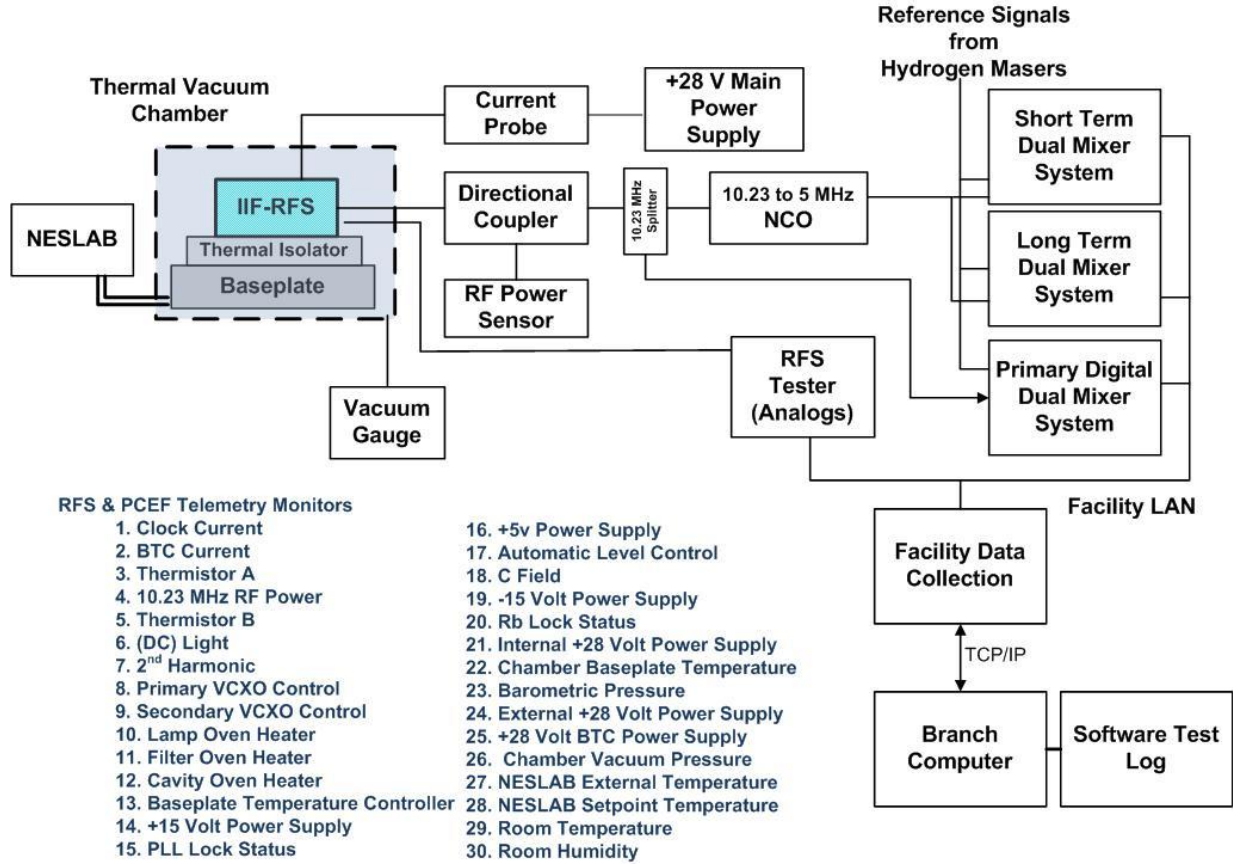 Reference Signals
from
Hydrogen Masers
Thermal Vacuum
Chamber
Current
Probe
+28 V Main
Power
Supply
Short Term
Dual Mixer
System
IIF-RFS
Thermal Isolator
Baseplate
NESLAB
Directional
Coupler
10.23 MHz
Splitter
10.23 to 5 MHz
NCO
Long Term
Dual Mixer
System
RF Power
Sensor
RFS
Tester
(Analogs)
Primary Digital
Dual Mixer
System
Vacuum
Gauge
Facility LAN
Facility Data
Collection
TCP/IP
Branch
Computer
Software Test
Log
RFS & PCEF Telemetry Monitors
1. Clock Current
2. BTC Current
3. Thermistor A
4. 10.23 MHz RF Power
5. Thermistor B
6. (DC) Light
7. 2nd Harmonic
8. Primary VCXO Control
9. Secondary VCXO Control
10. Lamp Oven Heater
11. Filter Oven Heater
12. Cavity Oven Heater
13. Baseplate Temperature Controller
14. +15 Volt Power Supply
15. PLL Lock Status
16. +5v Power Supply
17. Automatic Level Control
18. C Field
19. -15 Volt Power Supply
20. Rb Lock Status
21. Internal +28 Volt Power Supply
22. Chamber Baseplate Temperature
23. Barometric Pressure
24. External +28 Volt Power Supply
25. +28 Volt BTC Power Supply
26. Chamber Vacuum Pressure
27. NESLAB External Temperature
28. NESLAB Setpoint Temperature
29. Room Temperature
30. Room Humidity